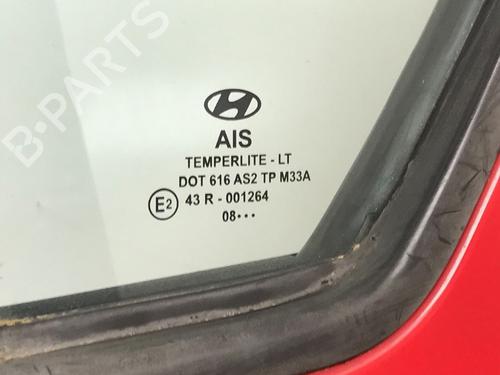 B-PARTS
AIS
TEMPERLITE - LT
DOT 616 AS2 TP M33A
E2 43 R - 001264
08•••